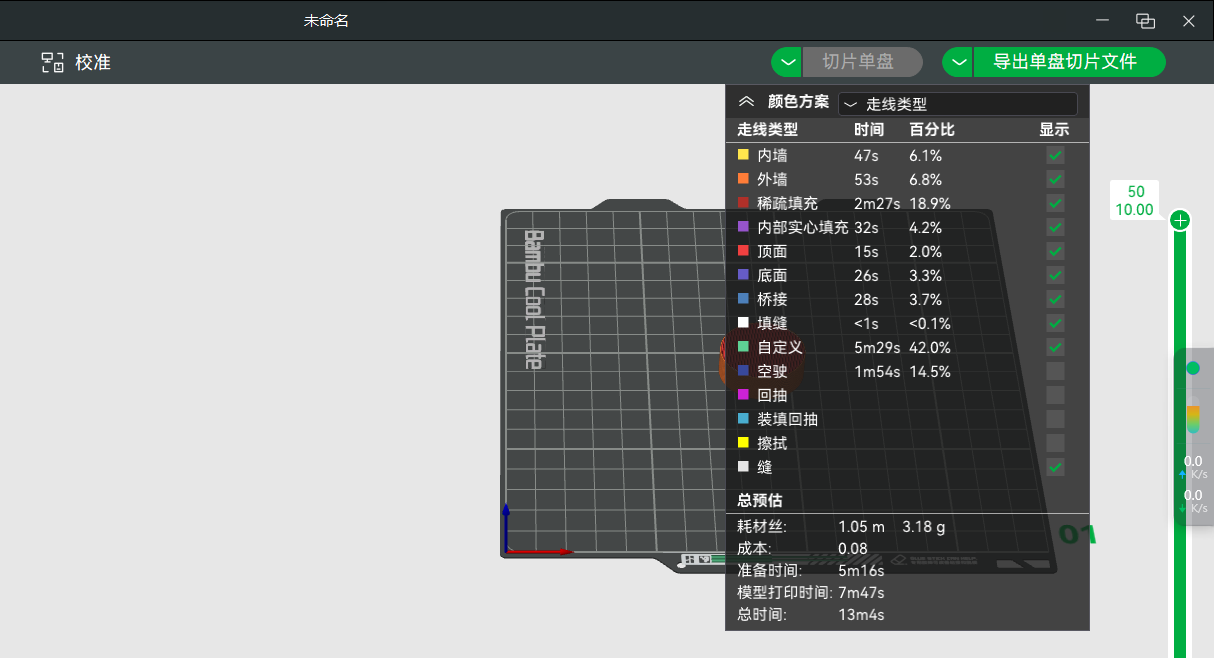 未命名
校准
切片单盘
导出单盘切片文件
颜色方案 走线类型
走线类型 时间 百分比 显示
内墙 47s 6.1%
外墙 53s 6.8%
稀疏填充 2m27s 18.9%
内部实心填充 32s 4.2%
顶面 15s 2.0%
底面 26s 3.3%
桥接 28s 3.7%
填缝 <1s <0.1%
自定义 5m29s 42.0%
空驶 1m54s 14.5%
回抽
装填回抽
擦拭
缝
总预估
耗材丝: 1.05 m 3.18 g
成本: 0.08
准备时间: 5m16s
模型打印时间: 7m47s
总时间: 13m4s
Bambu Cool Plate
01
50
10.00
0.0
K/s
0.0
K/s